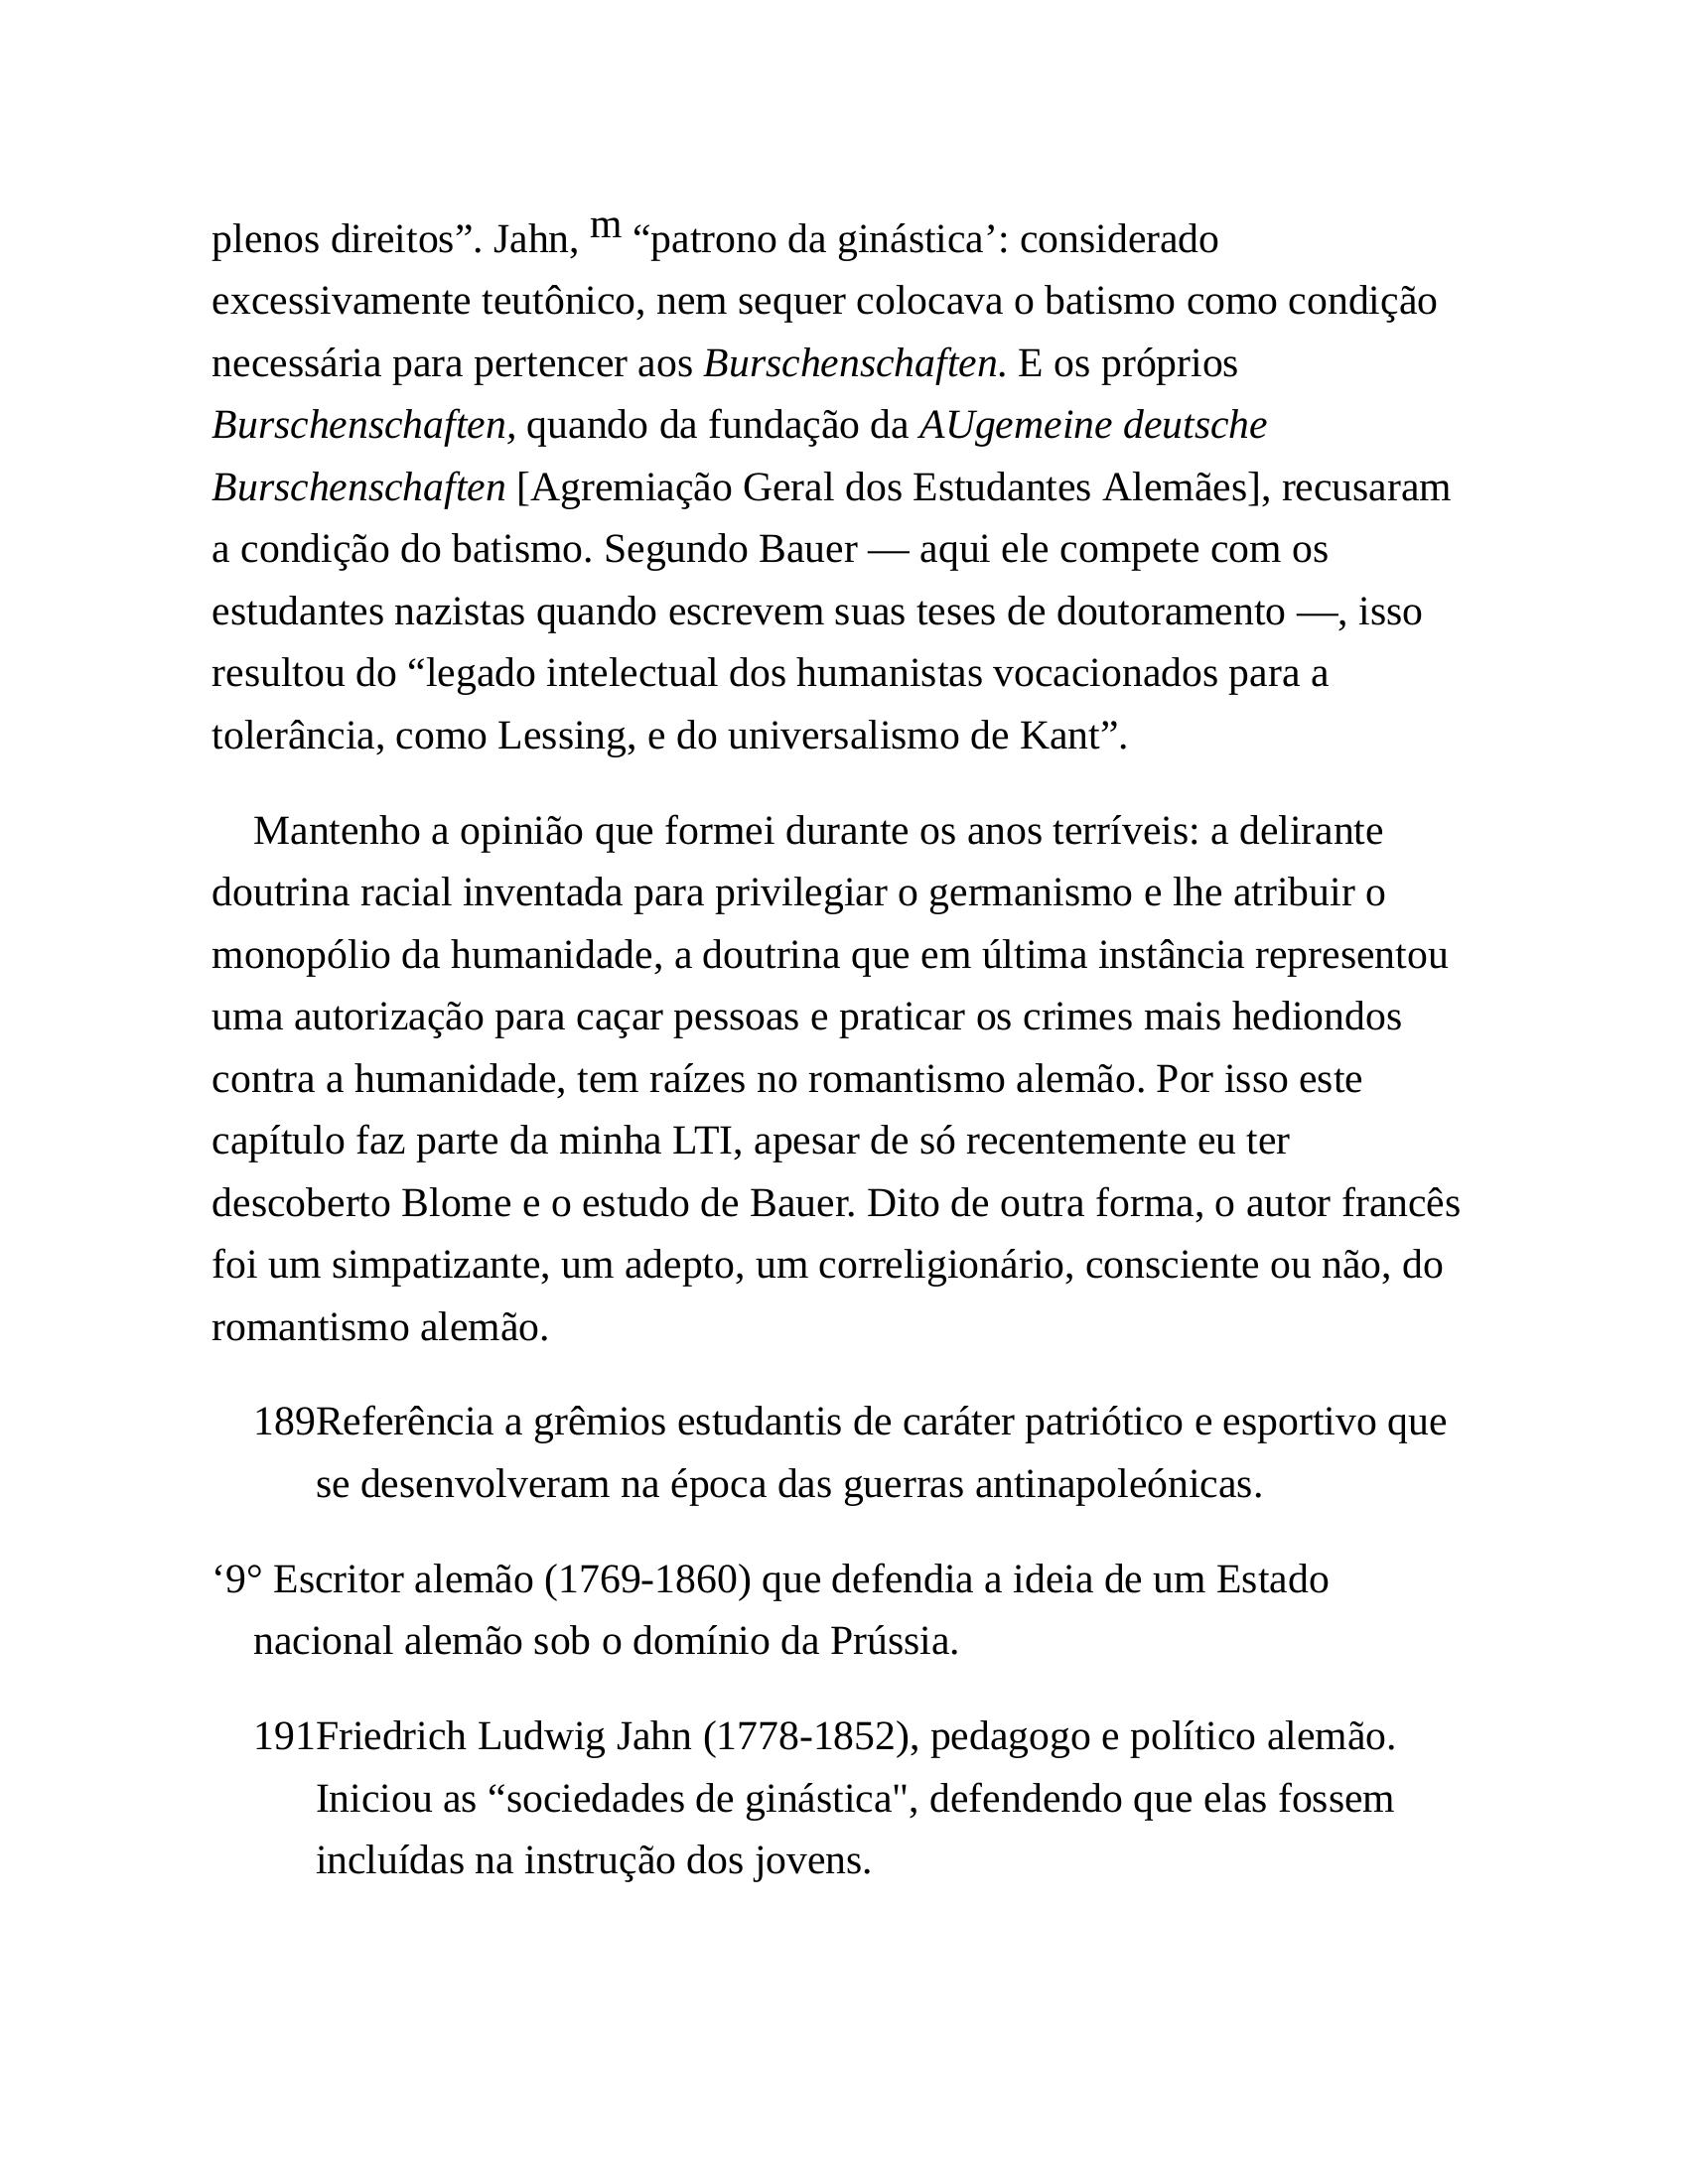 plenos direitos”. Jahn, m “patrono da ginástica’: considerado
excessivamente teutônico, nem sequer colocava o batismo como condição
necessária para pertencer aos Burschenschaften. E os próprios
Burschenschaften, quando da fundação da AUgemeine deutsche
Burschenschaften [Agremiação Geral dos Estudantes Alemães], recusaram
a condição do batismo. Segundo Bauer — aqui ele compete com os
estudantes nazistas quando escrevem suas teses de doutoramento —, isso
resultou do “legado intelectual dos humanistas vocacionados para a
tolerância, como Lessing, e do universalismo de Kant”.
Mantenho a opinião que formei durante os anos terríveis: a delirante
doutrina racial inventada para privilegiar o germanismo e lhe atribuir o
monopólio da humanidade, a doutrina que em última instância representou
uma autorização para caçar pessoas e praticar os crimes mais hediondos
contra a humanidade, tem raízes no romantismo alemão. Por isso este
capítulo faz parte da minha LTI, apesar de só recentemente eu ter
descoberto Blome e o estudo de Bauer. Dito de outra forma, o autor francês
foi um simpatizante, um adepto, um correligionário, consciente ou não, do
romantismo alemão.
189Referência a grêmios estudantis de caráter patriótico e esportivo que
se desenvolveram na época das guerras antinapoleónicas.
‘9° Escritor alemão (1769-1860) que defendia a ideia de um Estado
nacional alemão sob o domínio da Prússia.
191Friedrich Ludwig Jahn (1778-1852), pedagogo e político alemão.
Iniciou as “sociedades de ginástica", defendendo que elas fossem
incluídas na instrução dos jovens.